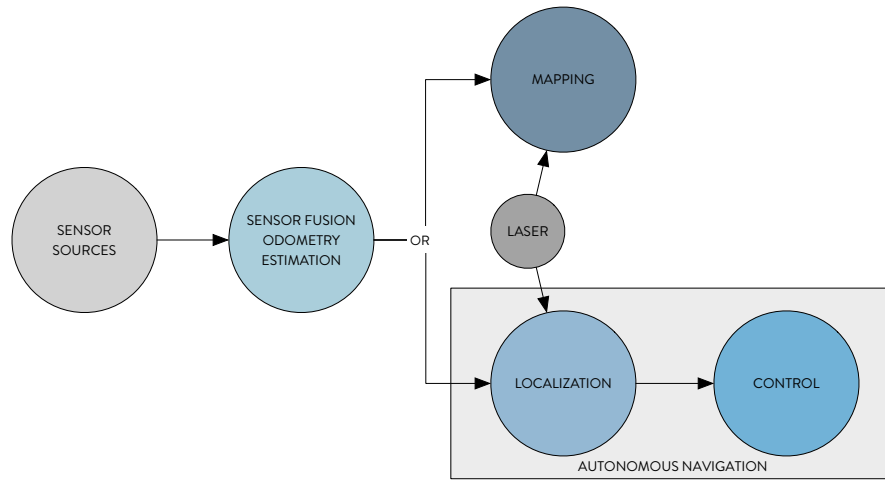 SENSOR
SOURCES
SENSOR FUSION
ODOMETRY
ESTIMATION
OR
MAPPING
LASER
LOCALIZATION
CONTROL
AUTONOMOUS NAVIGATION